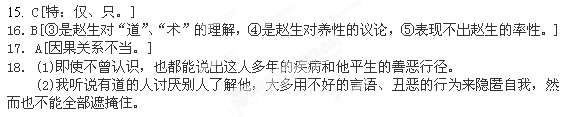 15. C[特：仅、只。]
16. B[③是赵生对“道”、“术”的理解，④是赵生对养性的议论，⑤表现不出赵生的率性。]
17. A[因果关系不当。]
18. (1)即使不曾认识，也都能说出这人多年的疾病和他平生的善恶行径。
(2)我听说有道的人讨厌别人了解他，大多用不好的言语、丑恶的行为来隐匿自我，然
而也不能全部遮掩住。